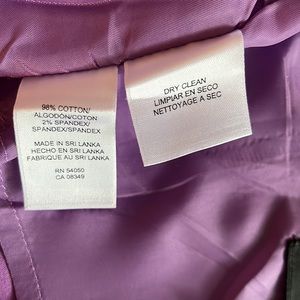 98% COTTON/
ALGODÓN/COTON
2% SPANDEX/
SPANDEX/SPANDEX
MADE IN SRI LANKA
HECHO EN SRI LANKA
FABRIQUE AU SRI LANKA
RN 54050
CA 08349
DRY CLEAN
LIMPIAR EN SECO
NETTOYAGE A SEC